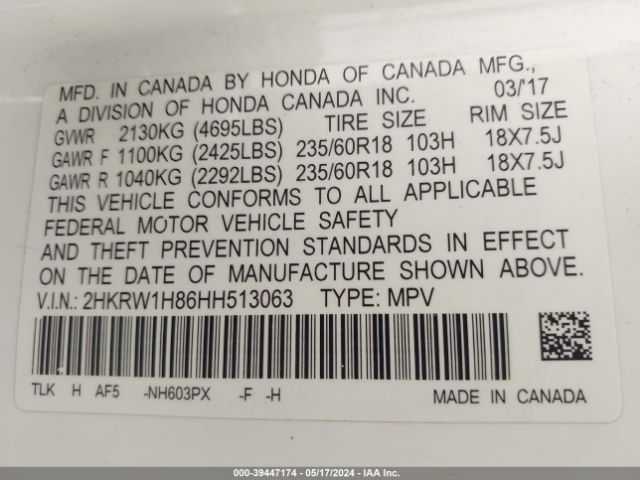 MFD. IN CANADA BY HONDA OF CANADA MFG.,
A DIVISION OF HONDA CANADA INC. 03/'17
GVWR 2130KG (4695LBS) TIRE SIZE RIM SIZE
GAWR F 1100KG (2425LBS) 235/60R18 103H 18X7.5J
GAWR R 1040KG (2292LBS) 235/60R18 103H 18X7.5J
THIS VEHICLE CONFORMS TO ALL APPLICABLE
FEDERAL MOTOR VEHICLE SAFETY
AND THEFT PREVENTION STANDARDS IN EFFECT
ON THE DATE OF MANUFACTURE SHOWN ABOVE.
V.I.N.: 2HKRW1H86HH513063 TYPE: MPV
TLK H AF5 -NH603PX -F -H MADE IN CANADA
000-39447174 - 05/17/2024 - IAA Inc.